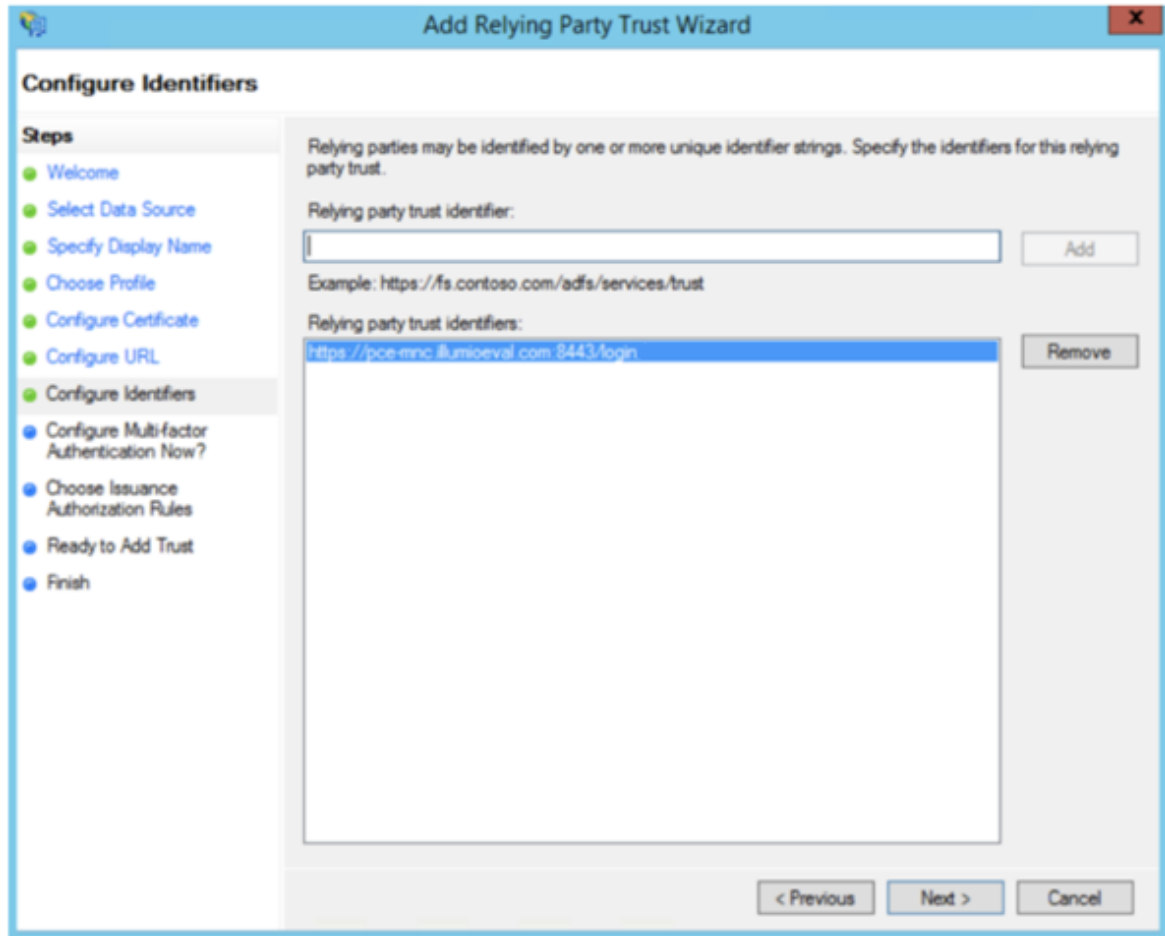 Add Relying Party Trust Wizard
x
Configure Identifiers
Steps
Welcome
Select Data Source
Specify Display Name
Choose Profile
Configure Certificate
Configure URL
Configure Identifiers
Configure Multi-factor
Authentication Now?
Choose Issuance
Authorization Rules
Ready to Add Trust
Finish
Relying parties may be identified by one or more unique identifier strings. Specify the identifiers for this relying
party trust.
Relying party trust identifier:
Add
Example: https://fs.contoso.com/adfs/services/trust
Relying party trust identifiers:
https://pce-mnc.illumioeval.com:8443/login
Remove
< Previous
Next >
Cancel